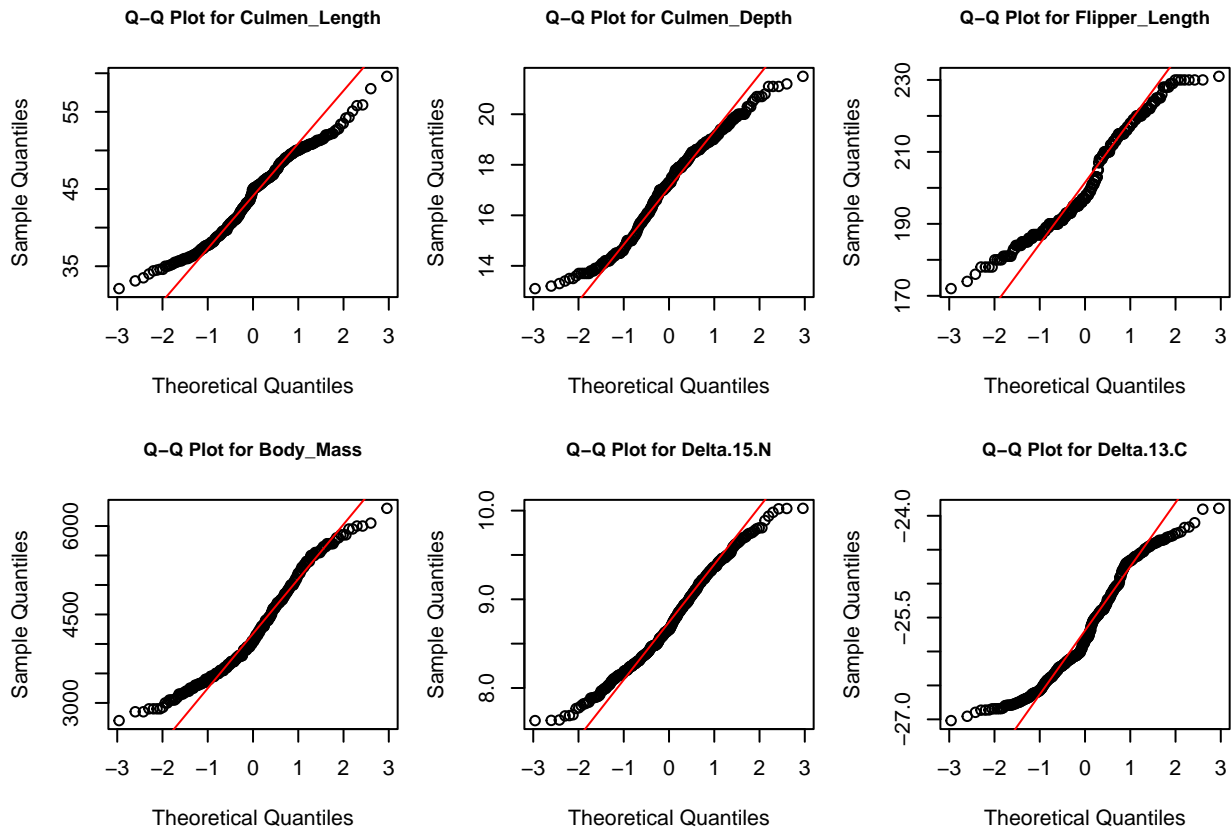 Q−Q Plot for Culmen_Length
Sample Quantiles
35 45 55
−3 −2 −1 0 1 2 3
Theoretical Quantiles
Q−Q Plot for Culmen_Depth
Sample Quantiles
14 16 18 20
−3 −2 −1 0 1 2 3
Theoretical Quantiles
Q−Q Plot for Flipper_Length
Sample Quantiles
170 190 210 230
−3 −2 −1 0 1 2 3
Theoretical Quantiles
Q−Q Plot for Body_Mass
Sample Quantiles
3000 4500 6000
−3 −2 −1 0 1 2 3
Theoretical Quantiles
Q−Q Plot for Delta.15.N
Sample Quantiles
8.0 9.0 10.0
−3 −2 −1 0 1 2 3
Theoretical Quantiles
Q−Q Plot for Delta.13.C
Sample Quantiles
−27.0 −25.5 −24.0
−3 −2 −1 0 1 2 3
Theoretical Quantiles